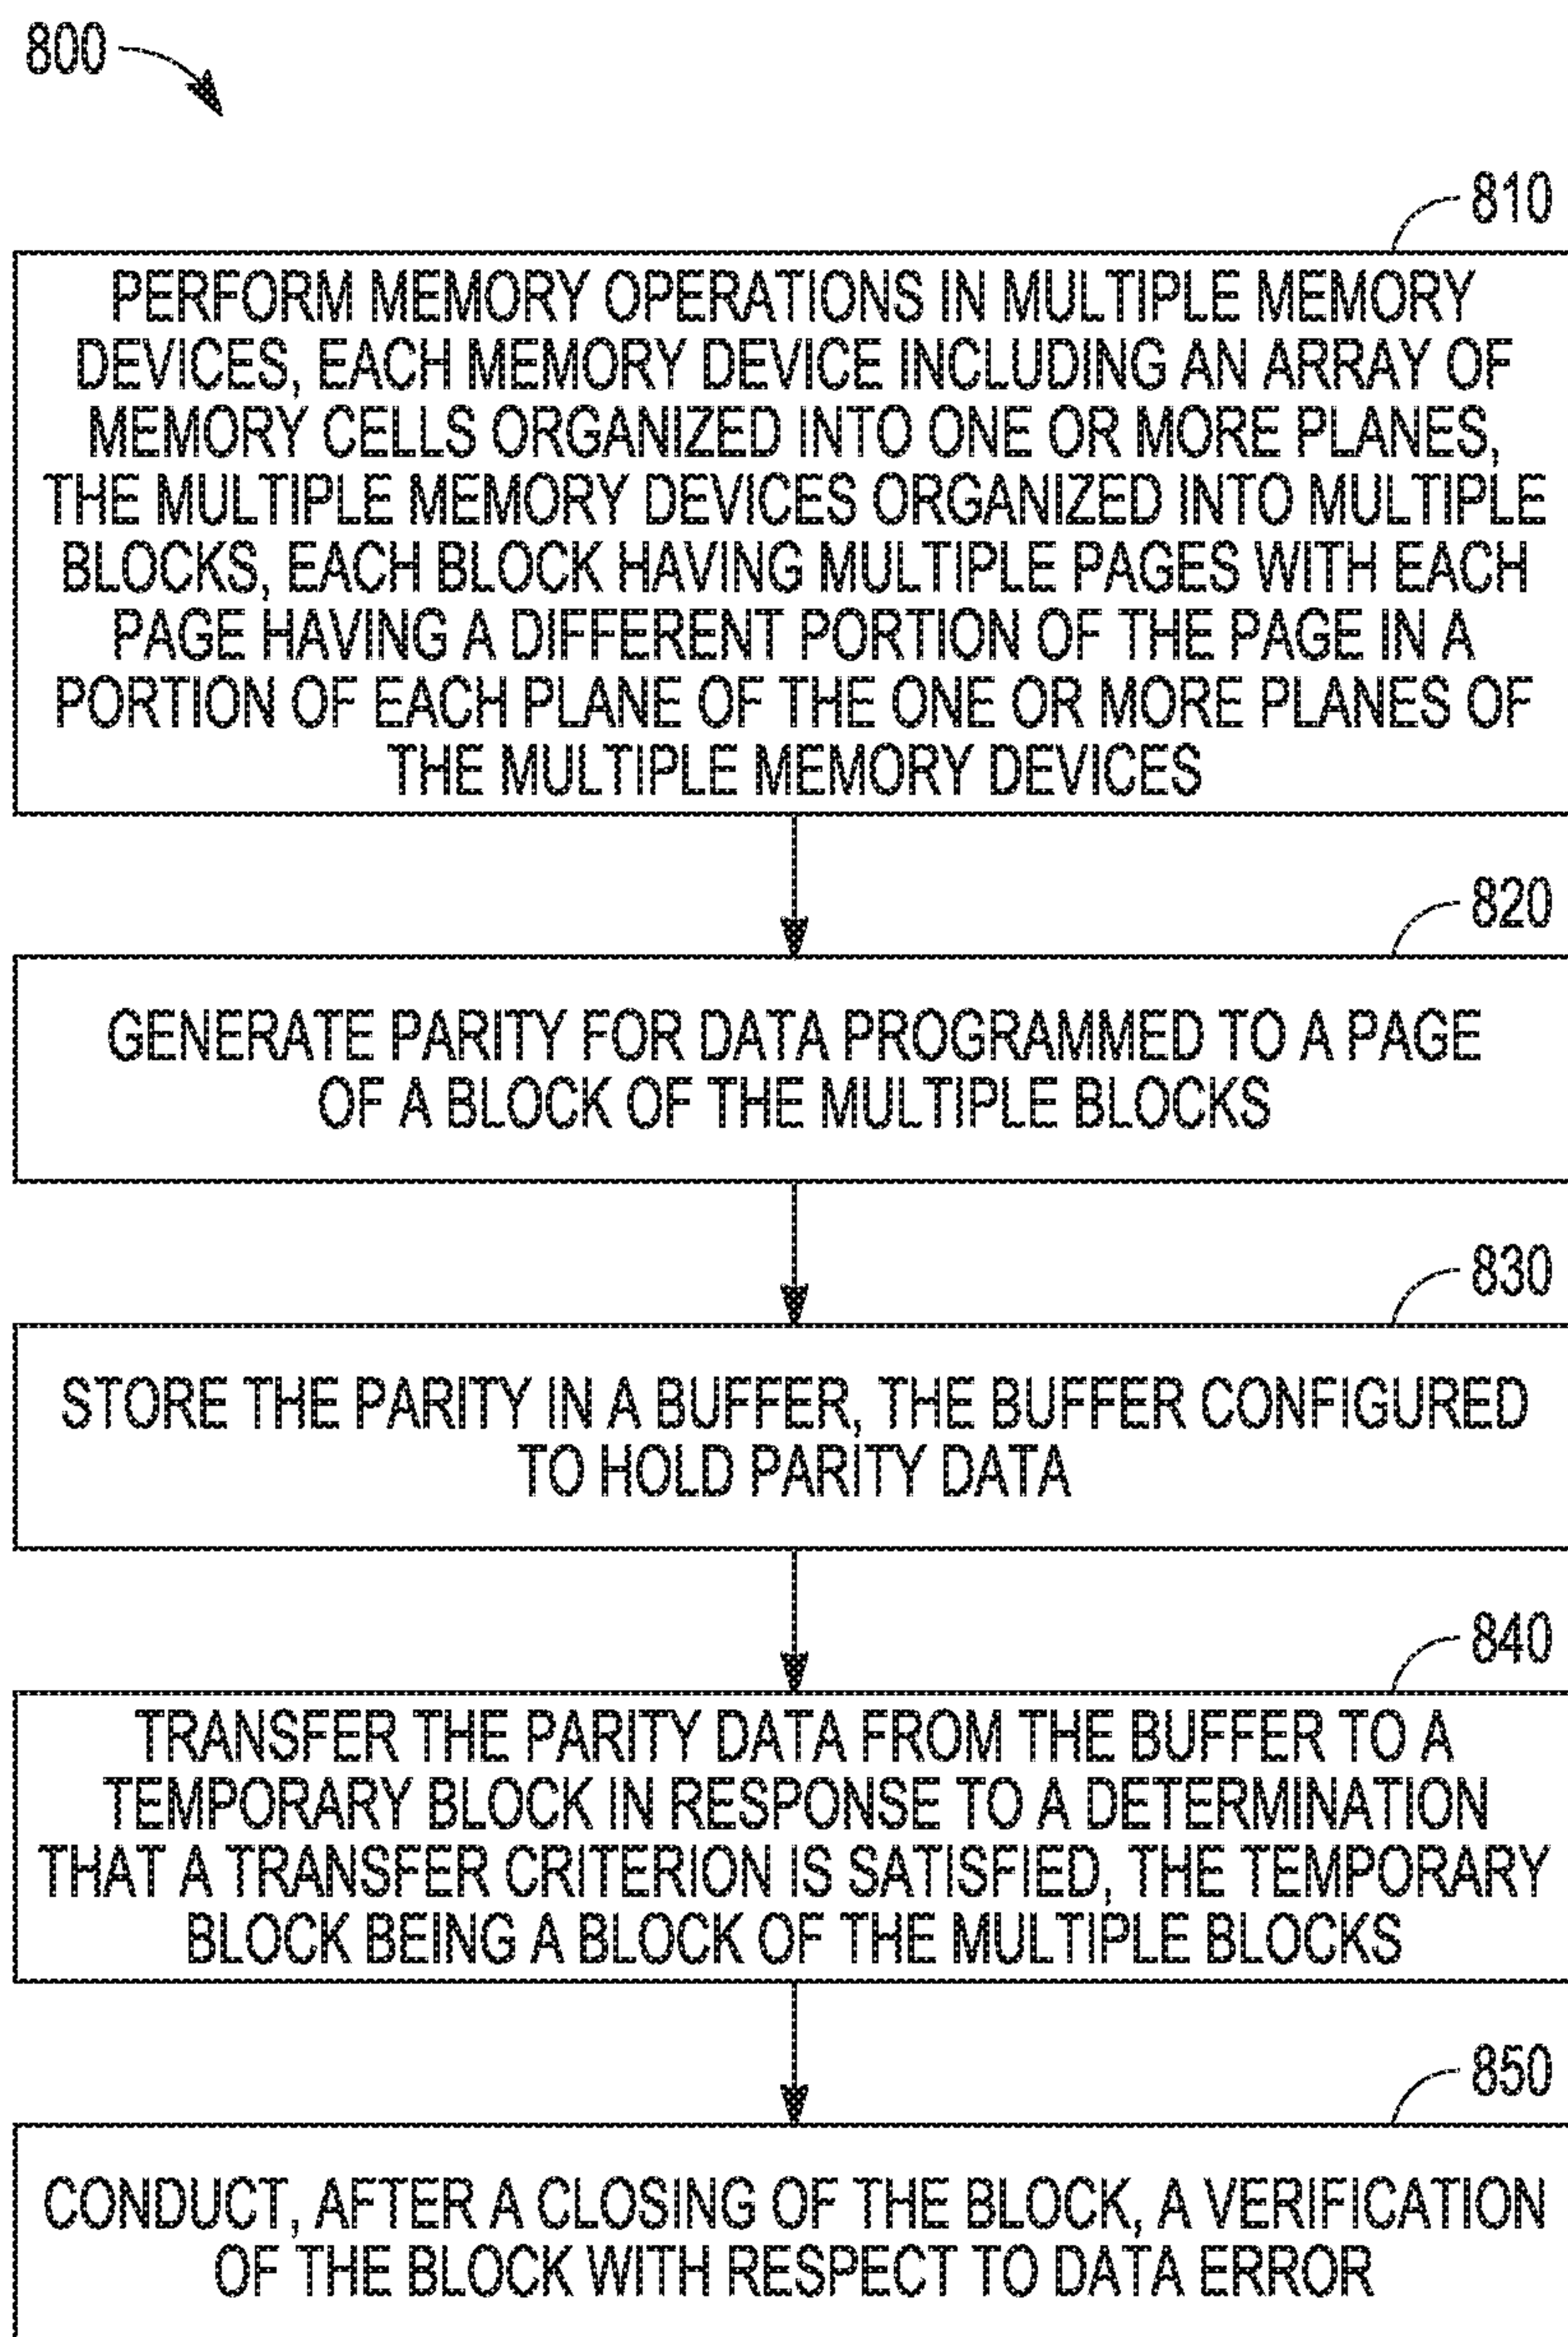 800
810
PERFORM MEMORY OPERATIONS IN MULTIPLE MEMORY
DEVICES, EACH MEMORY DEVICE INCLUDING AN ARRAY OF
MEMORY CELLS ORGANIZED INTO ONE OR MORE PLANES,
THE MULTIPLE MEMORY DEVICES ORGANIZED INTO MULTIPLE
BLOCKS, EACH BLOCK HAVING MULTIPLE PAGES WITH EACH
PAGE HAVING A DIFFERENT PORTION OF THE PAGE IN A
PORTION OF EACH PLANE OF THE ONE OR MORE PLANES OF
THE MULTIPLE MEMORY DEVICES
820
GENERATE PARITY FOR DATA PROGRAMMED TO A PAGE
OF A BLOCK OF THE MULTIPLE BLOCKS
830
STORE THE PARITY IN A BUFFER, THE BUFFER CONFIGURED
TO HOLD PARITY DATA
840
TRANSFER THE PARITY DATA FROM THE BUFFER TO A
TEMPORARY BLOCK IN RESPONSE TO A DETERMINATION
THAT A TRANSFER CRITERION IS SATISFIED, THE TEMPORARY
BLOCK BEING A BLOCK OF THE MULTIPLE BLOCKS
850
CONDUCT, AFTER A CLOSING OF THE BLOCK, A VERIFICATION
OF THE BLOCK WITH RESPECT TO DATA ERROR